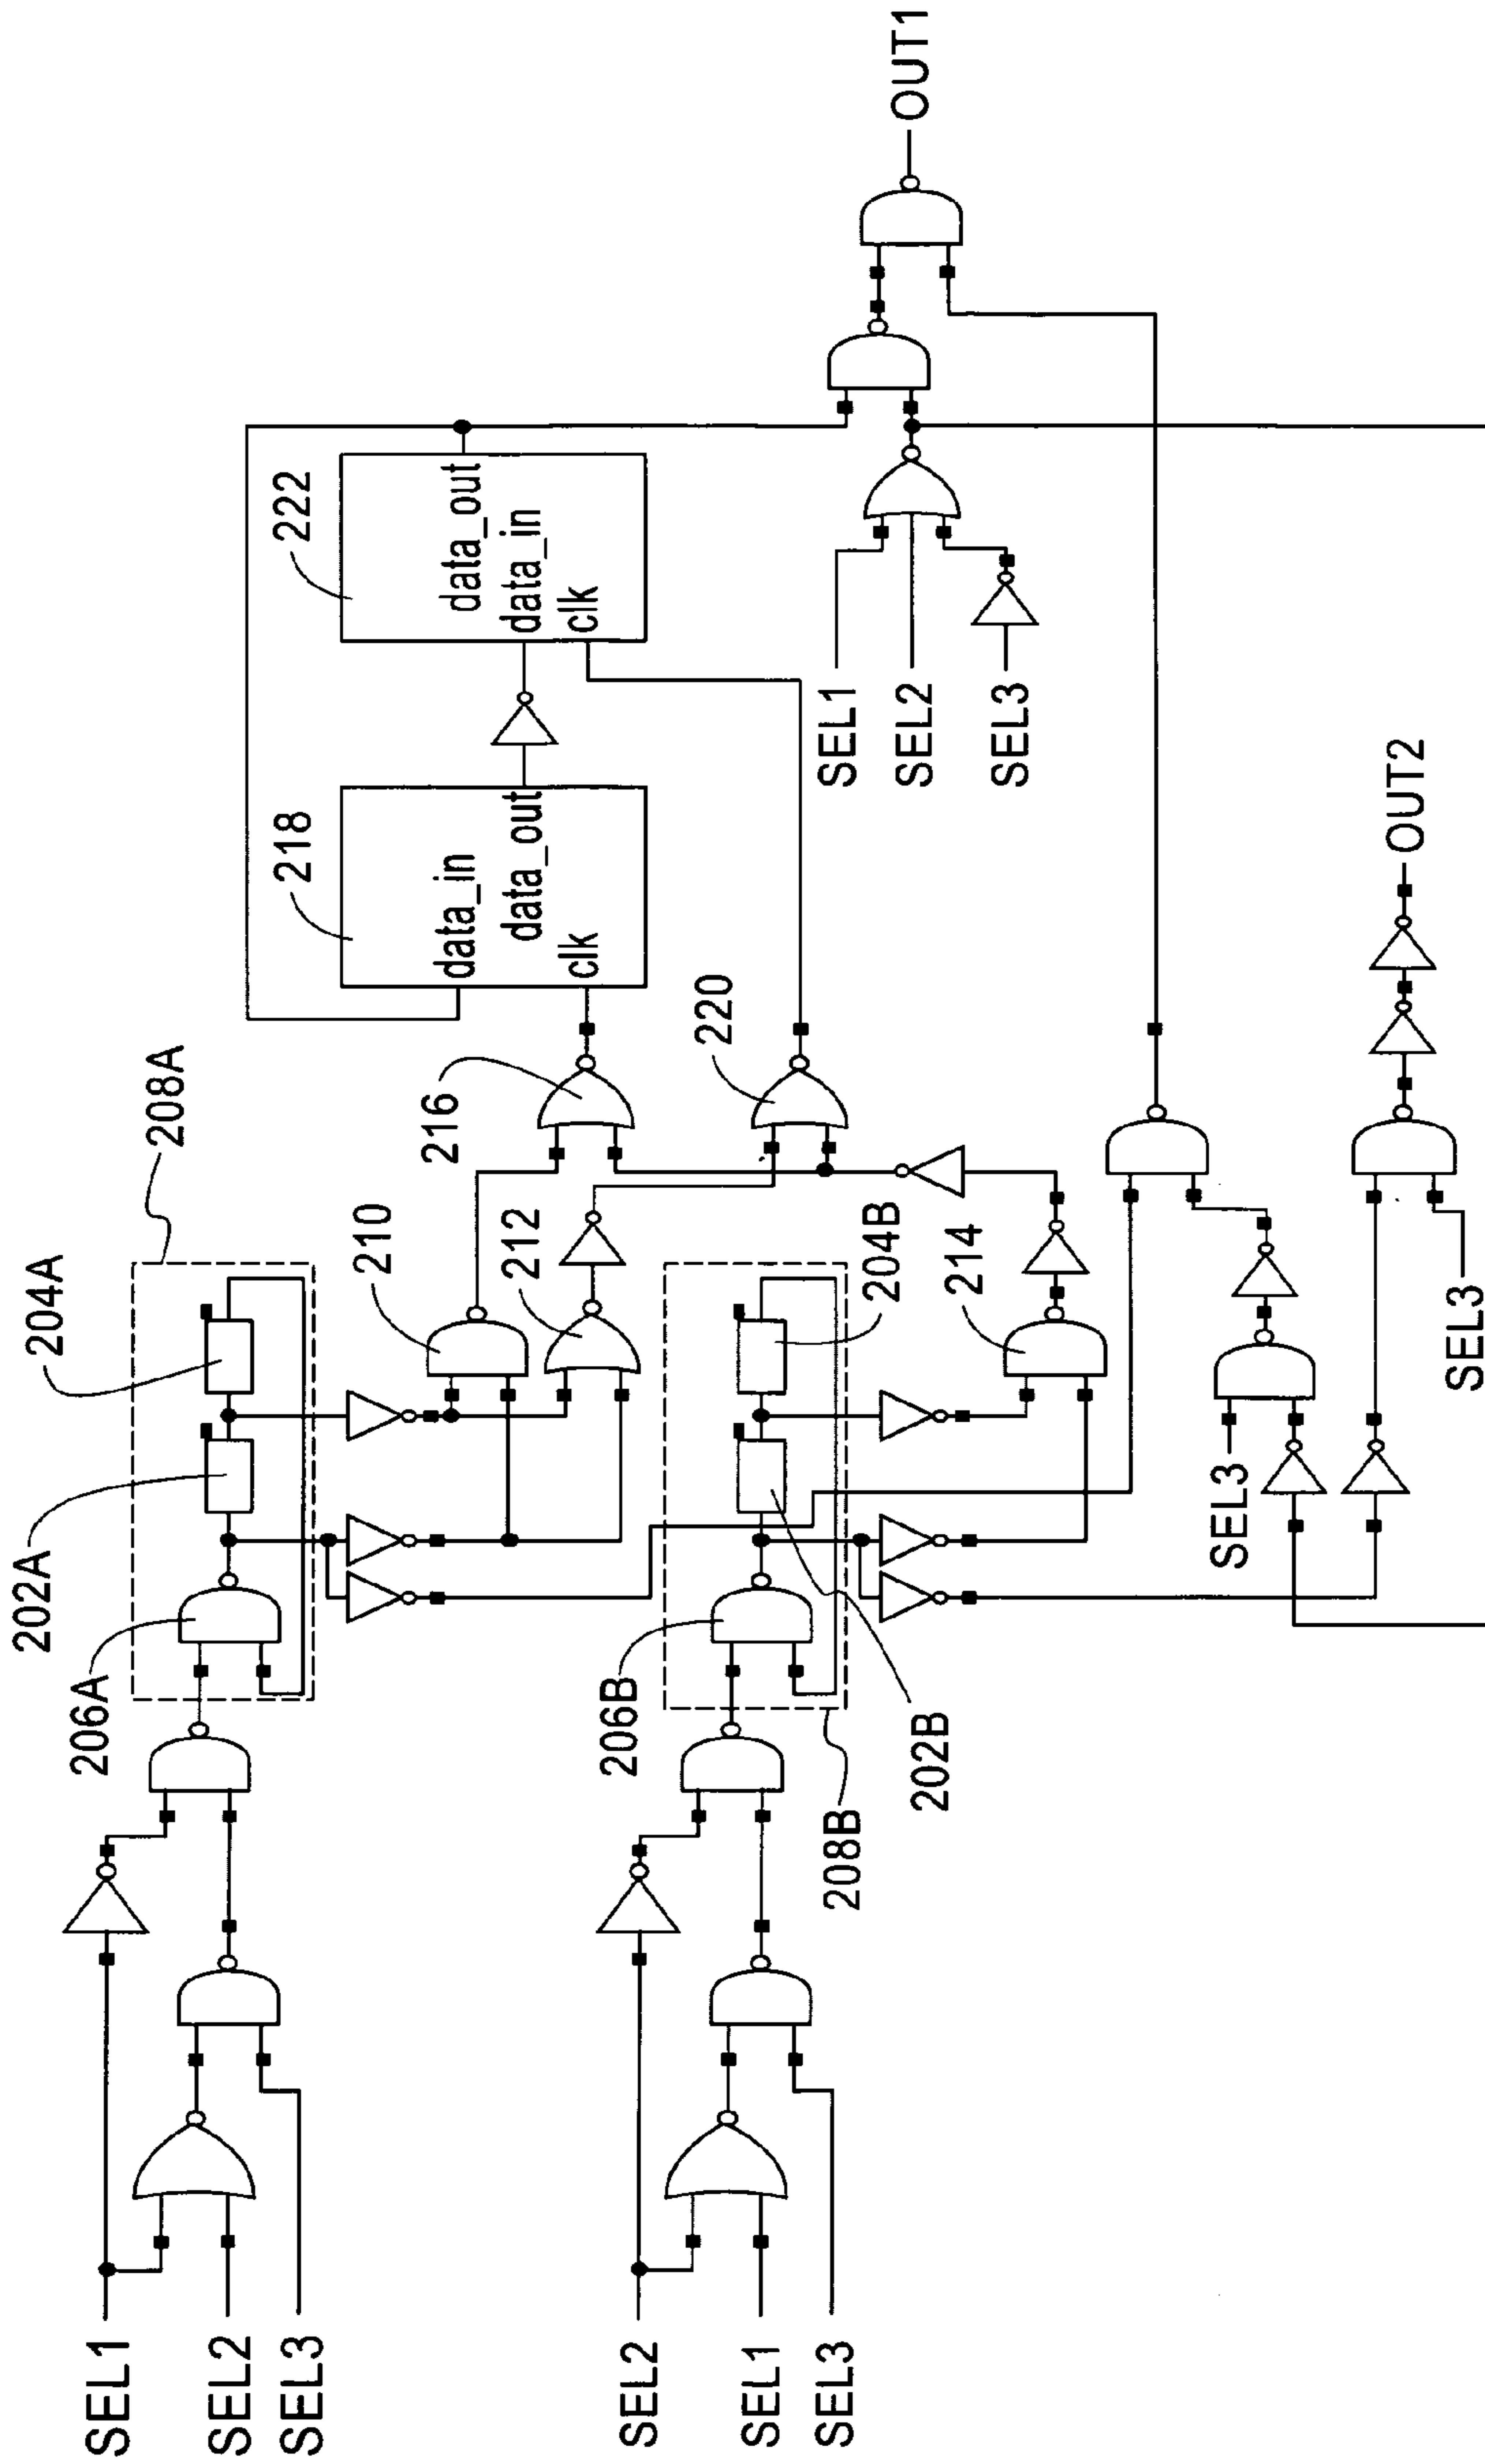 SEL1
SEL2
SEL3
206A
202A
204A
208A
210
212
216
218
data_in
data_out
clk
222
data_out
data_in
clk
220
SEL1
SEL2
SEL3
OUT1
SEL2
SEL1
SEL3
206B
208B
202B
204B
214
SEL3
SEL3
OUT2